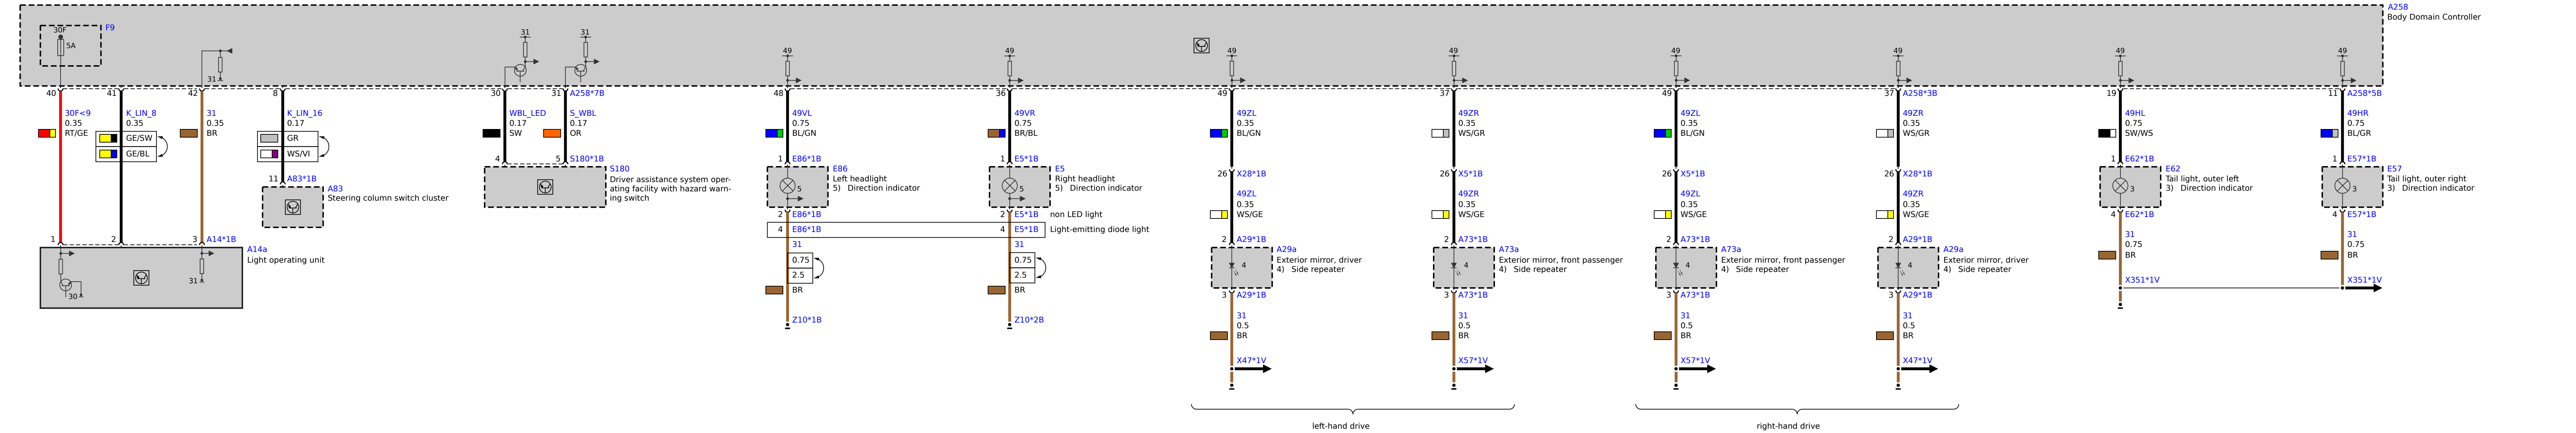 A258
Body Domain Controller
F9
30F
5A
31
31
31
49
49
49
49
49
49
49
49
40
41
42
8
30
31
A258*7B
48
36
49
37
49
37
A258*3B
19
11
A258*5B
30F<9
0.35
RT/GE
K_LIN_8
0.35
GE/SW
GE/BL
31
0.35
BR
K_LIN_16
0.17
GR
WS/VI
WBL_LED
0.17
SW
S_WBL
0.17
OR
49VL
0.75
BL/GN
49VR
0.75
BR/BL
49ZL
0.35
BL/GN
49ZR
0.35
WS/GR
49ZL
0.35
BL/GN
49ZR
0.35
WS/GR
49HL
0.75
SW/WS
49HR
0.75
BL/GR
11
A83*1B
A83
Steering column switch cluster
4
5
S180*1B
S180
Driver assistance system oper-
ating facility with hazard warn-
ing switch
1
E86*1B
E86
Left headlight
5) Direction indicator
5
1
E5*1B
E5
Right headlight
5) Direction indicator
5
26
X28*1B
26
X5*1B
26
X5*1B
26
X28*1B
1
E62*1B
E62
Tail light, outer left
3) Direction indicator
3
1
E57*1B
E57
Tail light, outer right
3) Direction indicator
3
49ZL
0.35
WS/GE
49ZR
0.35
WS/GE
49ZL
0.35
WS/GE
49ZR
0.35
WS/GE
2
E86*1B
2
E5*1B
non LED light
4
E86*1B
4
E5*1B
Light-emitting diode light
4
E62*1B
4
E57*1B
1
2
3
A14*1B
A14a
Light operating unit
30
31
31
0.75
2.5
BR
31
0.75
2.5
BR
2
A29*1B
A29a
Exterior mirror, driver
4) Side repeater
4
2
A73*1B
A73a
Exterior mirror, front passenger
4) Side repeater
4
2
A73*1B
A73a
Exterior mirror, front passenger
4) Side repeater
4
2
A29*1B
A29a
Exterior mirror, driver
4) Side repeater
4
31
0.75
BR
31
0.75
BR
X351*1V
X351*1V
3
A29*1B
3
A73*1B
3
A73*1B
3
A29*1B
Z10*1B
Z10*2B
31
0.5
BR
31
0.5
BR
31
0.5
BR
31
0.5
BR
X47*1V
X57*1V
X57*1V
X47*1V
left-hand drive
right-hand drive